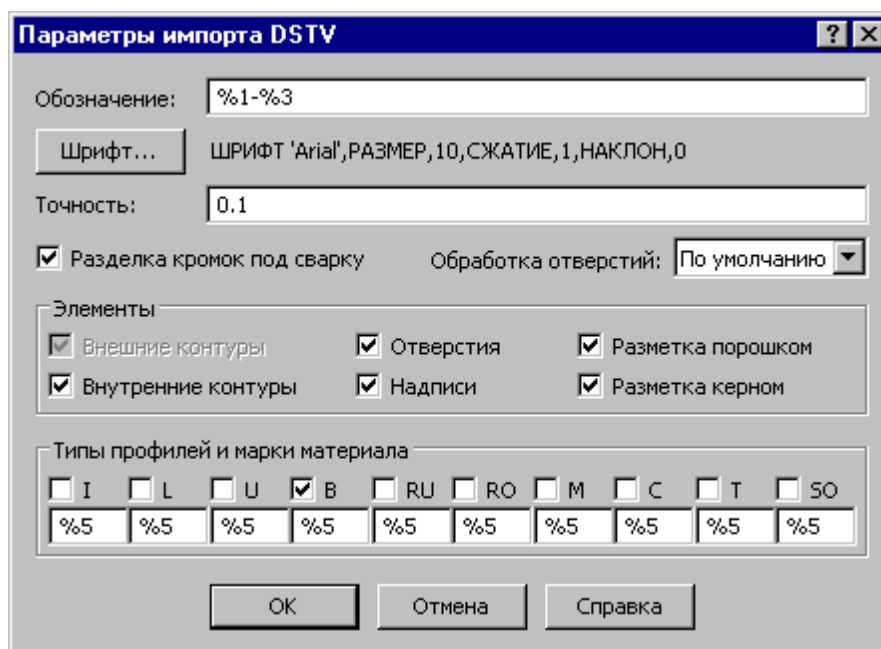 Параметры импорта DSTV
Обозначение: %1-%3
Шрифт... ШРИФТ 'Arial',РАЗМЕР,10,СЖАТИЕ,1,НАКЛОН,0
Точность: 0.1
Разделка кромок под сварку Обработка отверстий: По умолчанию
Элементы
Внешние контуры Отверстия Разметка порошком
Внутренние контуры Надписи Разметка керном
Типы профилей и марки материала
I L U B RU RO M C T SO
%5 %5 %5 %5 %5 %5 %5 %5 %5 %5
OK Отмена Справка